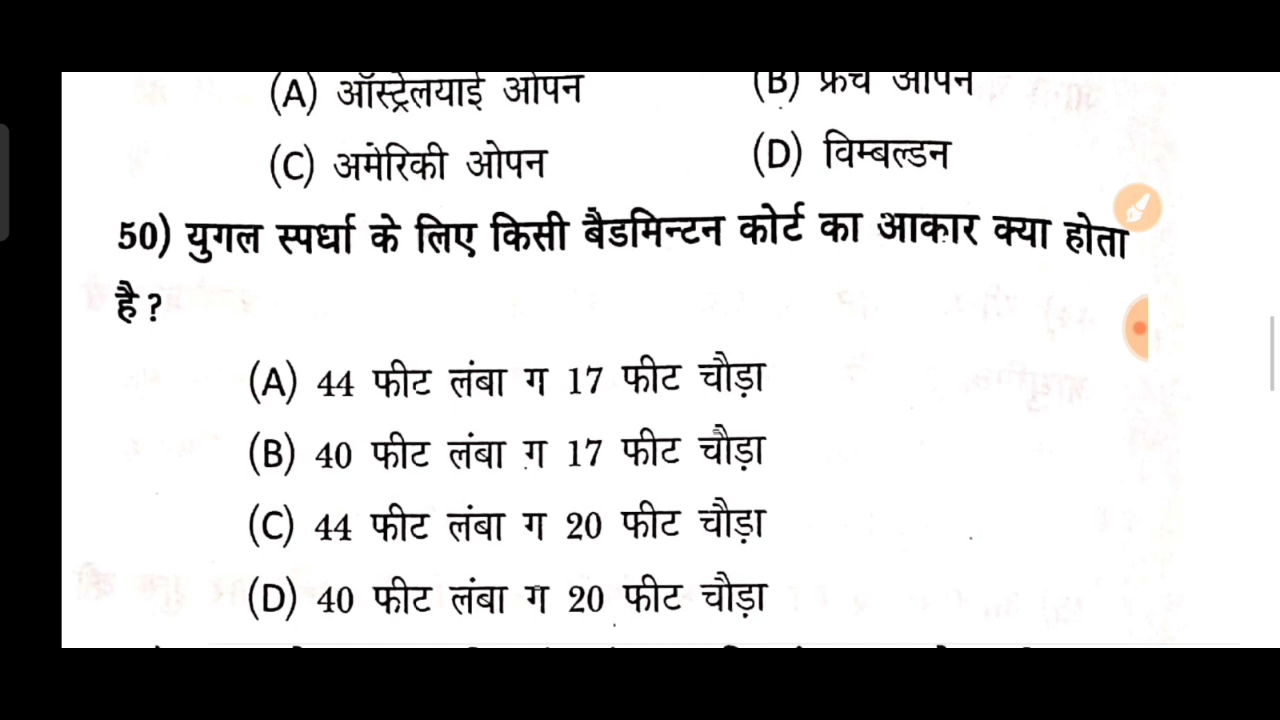 (A) ऑस्ट्रेलयाई ओपन (B) फ्रेंच ओपन
(C) अमेरिकी ओपन (D) विम्बल्डन
50) युगल स्पर्धा के लिए किसी बैडमिन्टन कोर्ट का आकार क्या होता
है ?
(A) 44 फीट लंबा ग 17 फीट चौड़ा
(B) 40 फीट लंबा ग 17 फीट चौड़ा
(C) 44 फीट लंबा ग 20 फीट चौड़ा
(D) 40 फीट लंबा ग 20 फीट चौड़ा